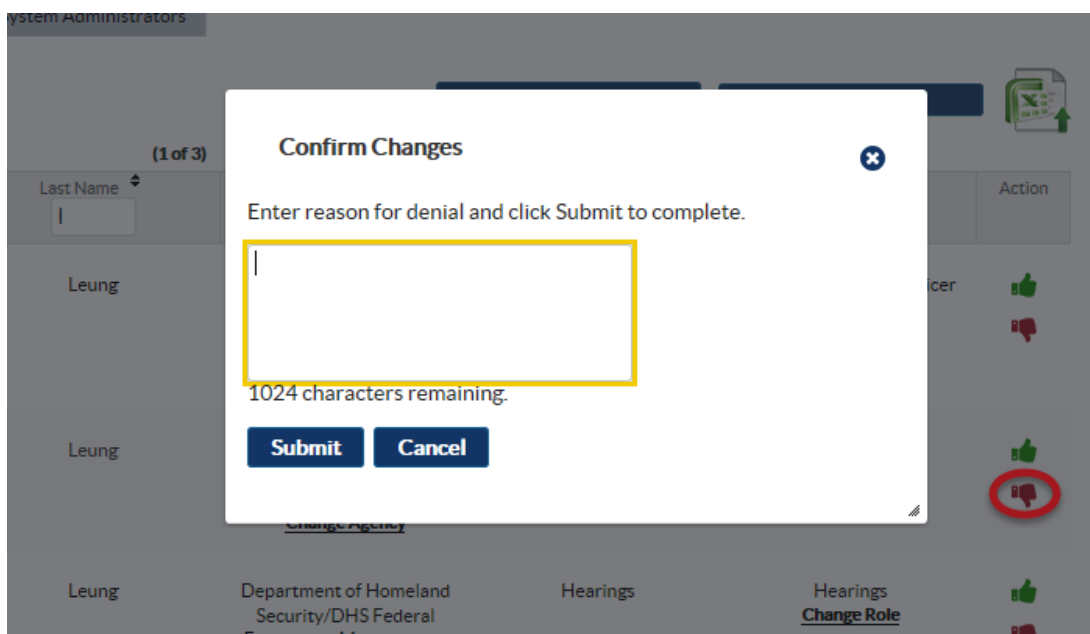 System Administrators
(1 of 3)
Confirm Changes
Last Name
Action
l
Enter reason for denial and click Submit to complete.
Leung
icer
1024 characters remaining.
Submit Cancel
Leung
Change Agency
Leung Department of Homeland Hearings Hearings
Security/DHS Federal Change Role